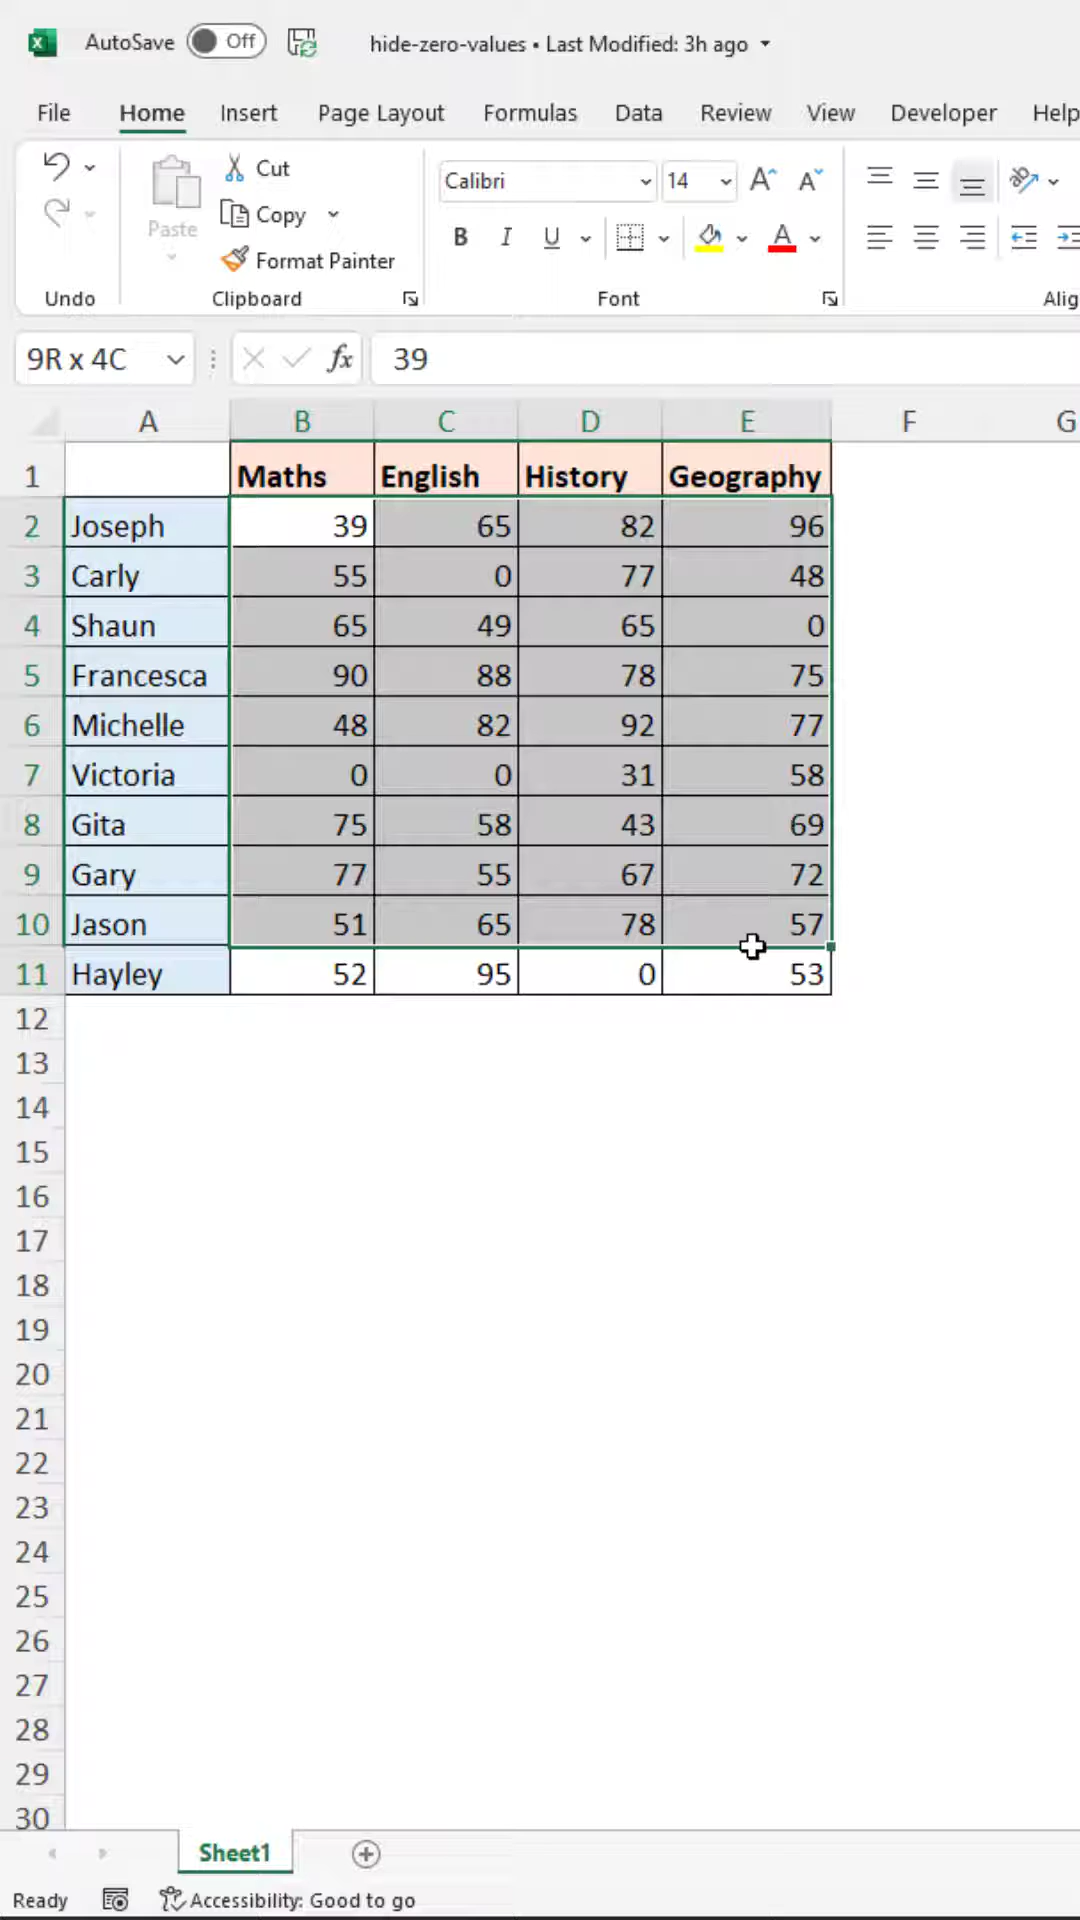 AutoSave Off hide-zero-values • Last Modified: 3h ago
File Home Insert Page Layout Formulas Data Review View Developer Help
Cut
Calibri 14 A A
Copy
Paste
B I U A
Format Painter
Undo Clipboard Font Alig
9R x 4C fx 39
A B C D E F G
1 Maths English History Geography
2 Joseph 39 65 82 96
3 Carly 55 0 77 48
4 Shaun 65 49 65 0
5 Francesca 90 88 78 75
6 Michelle 48 82 92 77
7 Victoria 0 0 31 58
8 Gita 75 58 43 69
9 Gary 77 55 67 72
10 Jason 51 65 78 57
11 Hayley 52 95 0 53
12
13
14
15
16
17
18
19
20
21
22
23
24
25
26
27
28
29
30
Sheet1
Ready Accessibility: Good to go